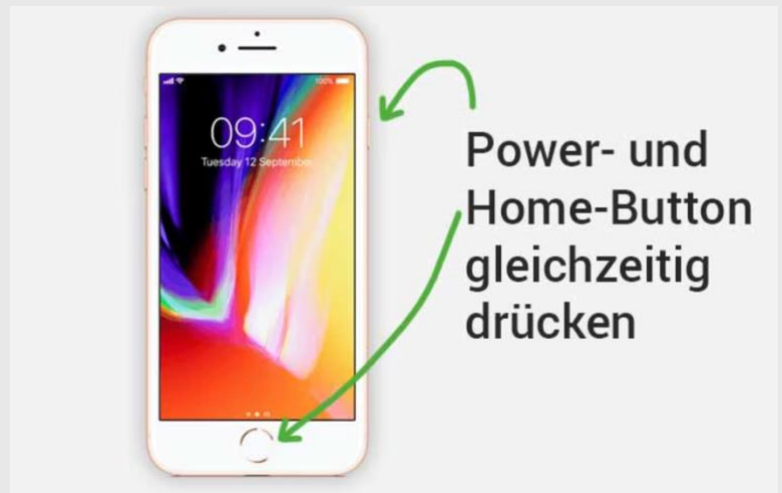 100%
09:41
Tuesday 12 September
Power- und
Home-Button
gleichzeitig
drücken